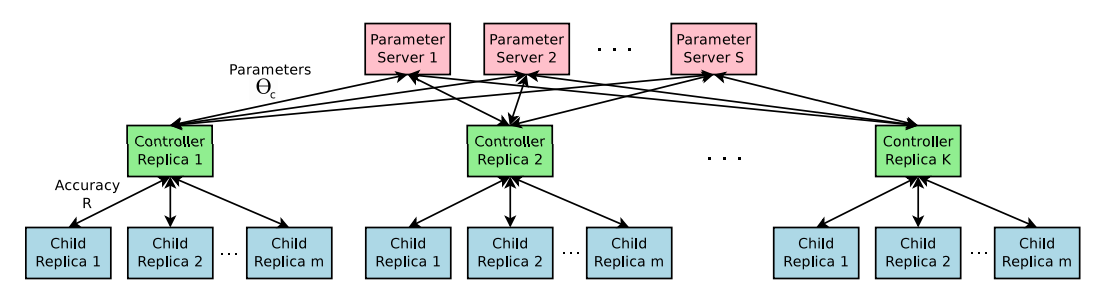 Parameter
Server 1
Parameter
Server 2
. . .
Parameter
Server S
Parameters
θc
Controller
Replica 1
Controller
Replica 2
. . .
Controller
Replica K
Accuracy
R
Child
Replica 1
Child
Replica 2
...
Child
Replica m
Child
Replica 1
Child
Replica 2
...
Child
Replica m
Child
Replica 1
Child
Replica 2
...
Child
Replica m